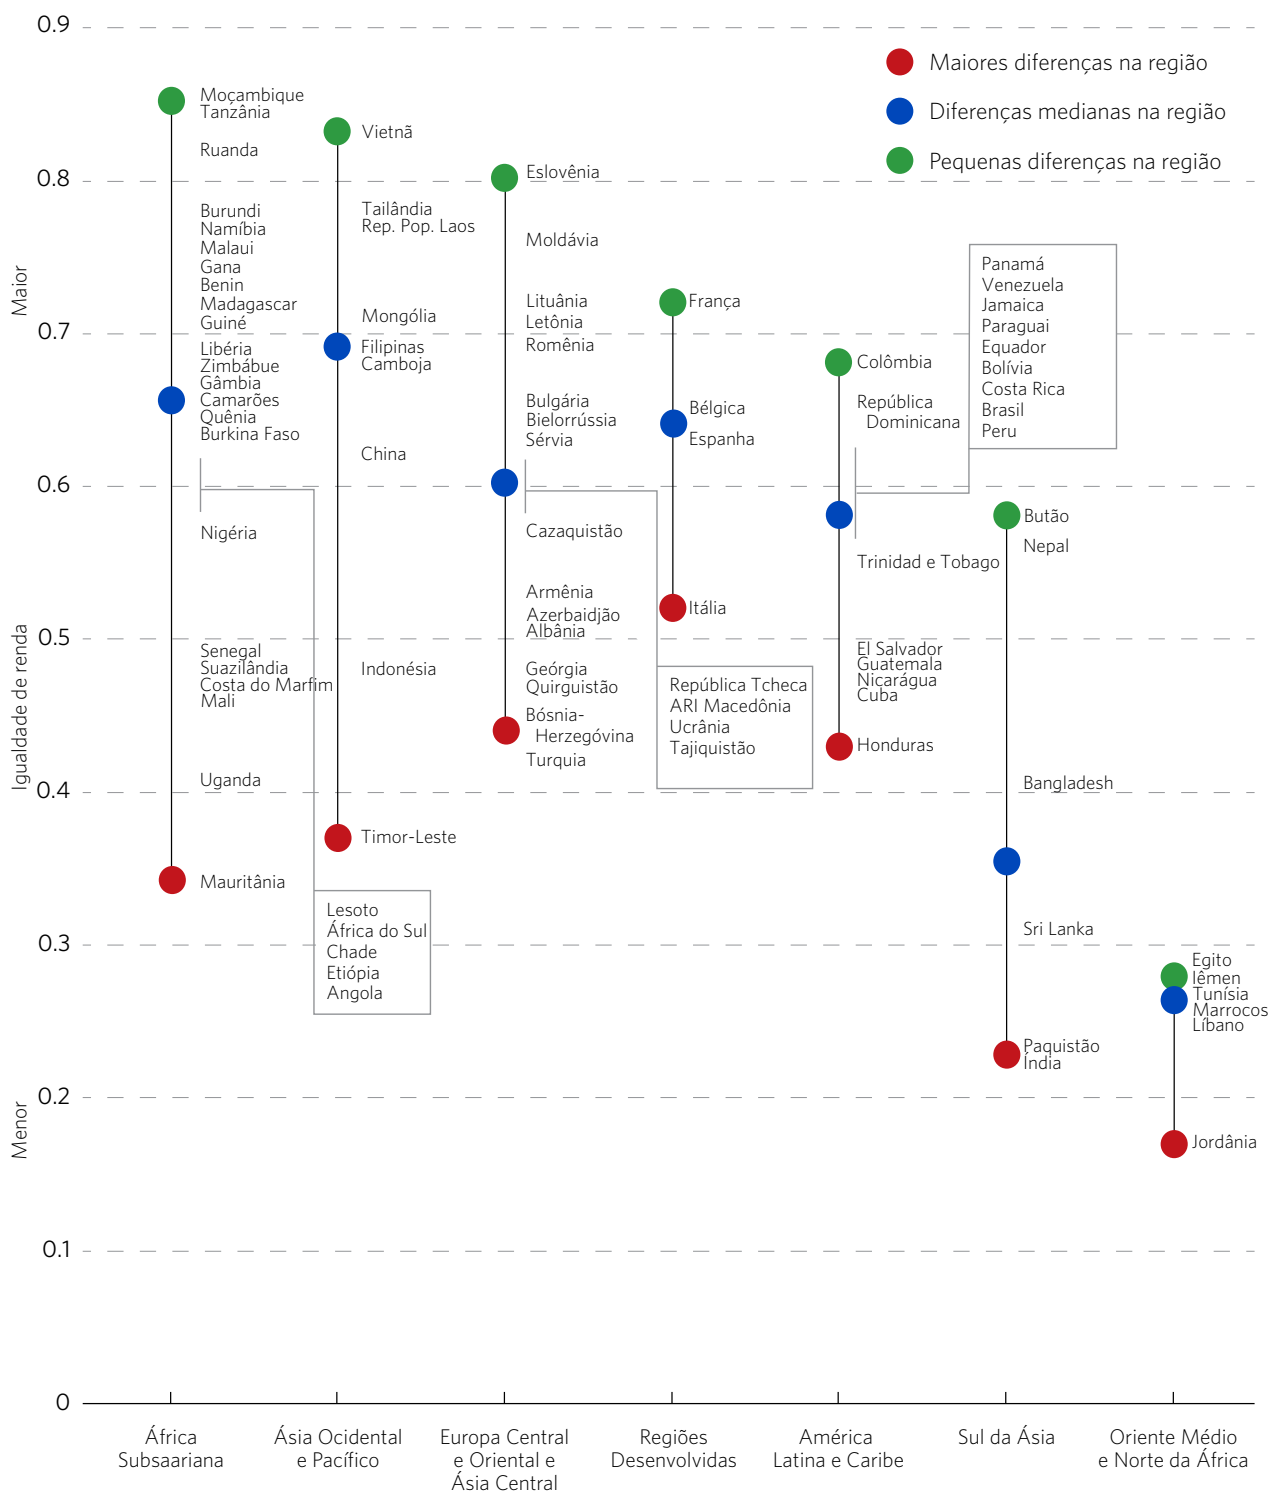 0.9
0.8
0.7
0.6
0.5
0.4
0.3
0.2
0.1
0
Maior
Igualdade de renda
Menor
Maiores diferenças na região
Diferenças medianas na região
Pequenas diferenças na região
Moçambique
Tanzânia
Ruanda
Burundi
Namíbia
Malaui
Gana
Benin
Madagascar
Guiné
Libéria
Zimbábue
Gâmbia
Camarões
Quênia
Burkina Faso
Nigéria
Senegal
Suazilândia
Costa do Marfim
Mali
Uganda
Mauritânia
Lesoto
África do Sul
Chade
Etiópia
Angola
Vietnã
Tailândia
Rep. Pop. Laos
Mongólia
Filipinas
Camboja
China
Indonésia
Timor-Leste
Eslovênia
Moldávia
Lituânia
Letônia
Romênia
Bulgária
Bielorrússia
Sérvia
Cazaquistão
Armênia
Azerbaidjão
Albânia
Geórgia
Quirguistão
Bósnia-
Herzegóvina
Turquia
República Tcheca
ARI Macedônia
Ucrânia
Tajiquistão
França
Bélgica
Espanha
Itália
Colômbia
República
Dominicana
Trinidad e Tobago
El Salvador
Guatemala
Nicarágua
Cuba
Honduras
Panamá
Venezuela
Jamaica
Paraguai
Equador
Bolívia
Costa Rica
Brasil
Peru
Butão
Nepal
Bangladesh
Sri Lanka
Paquistão
Índia
Egito
Iêmen
Tunísia
Marrocos
Líbano
Jordânia
África
Subsaariana
Ásia Ocidental
e Pacífico
Europa Central
e Oriental e
Ásia Central
Regiões
Desenvolvidas
América
Latina e Caribe
Sul da Ásia
Oriente Médio
e Norte da África